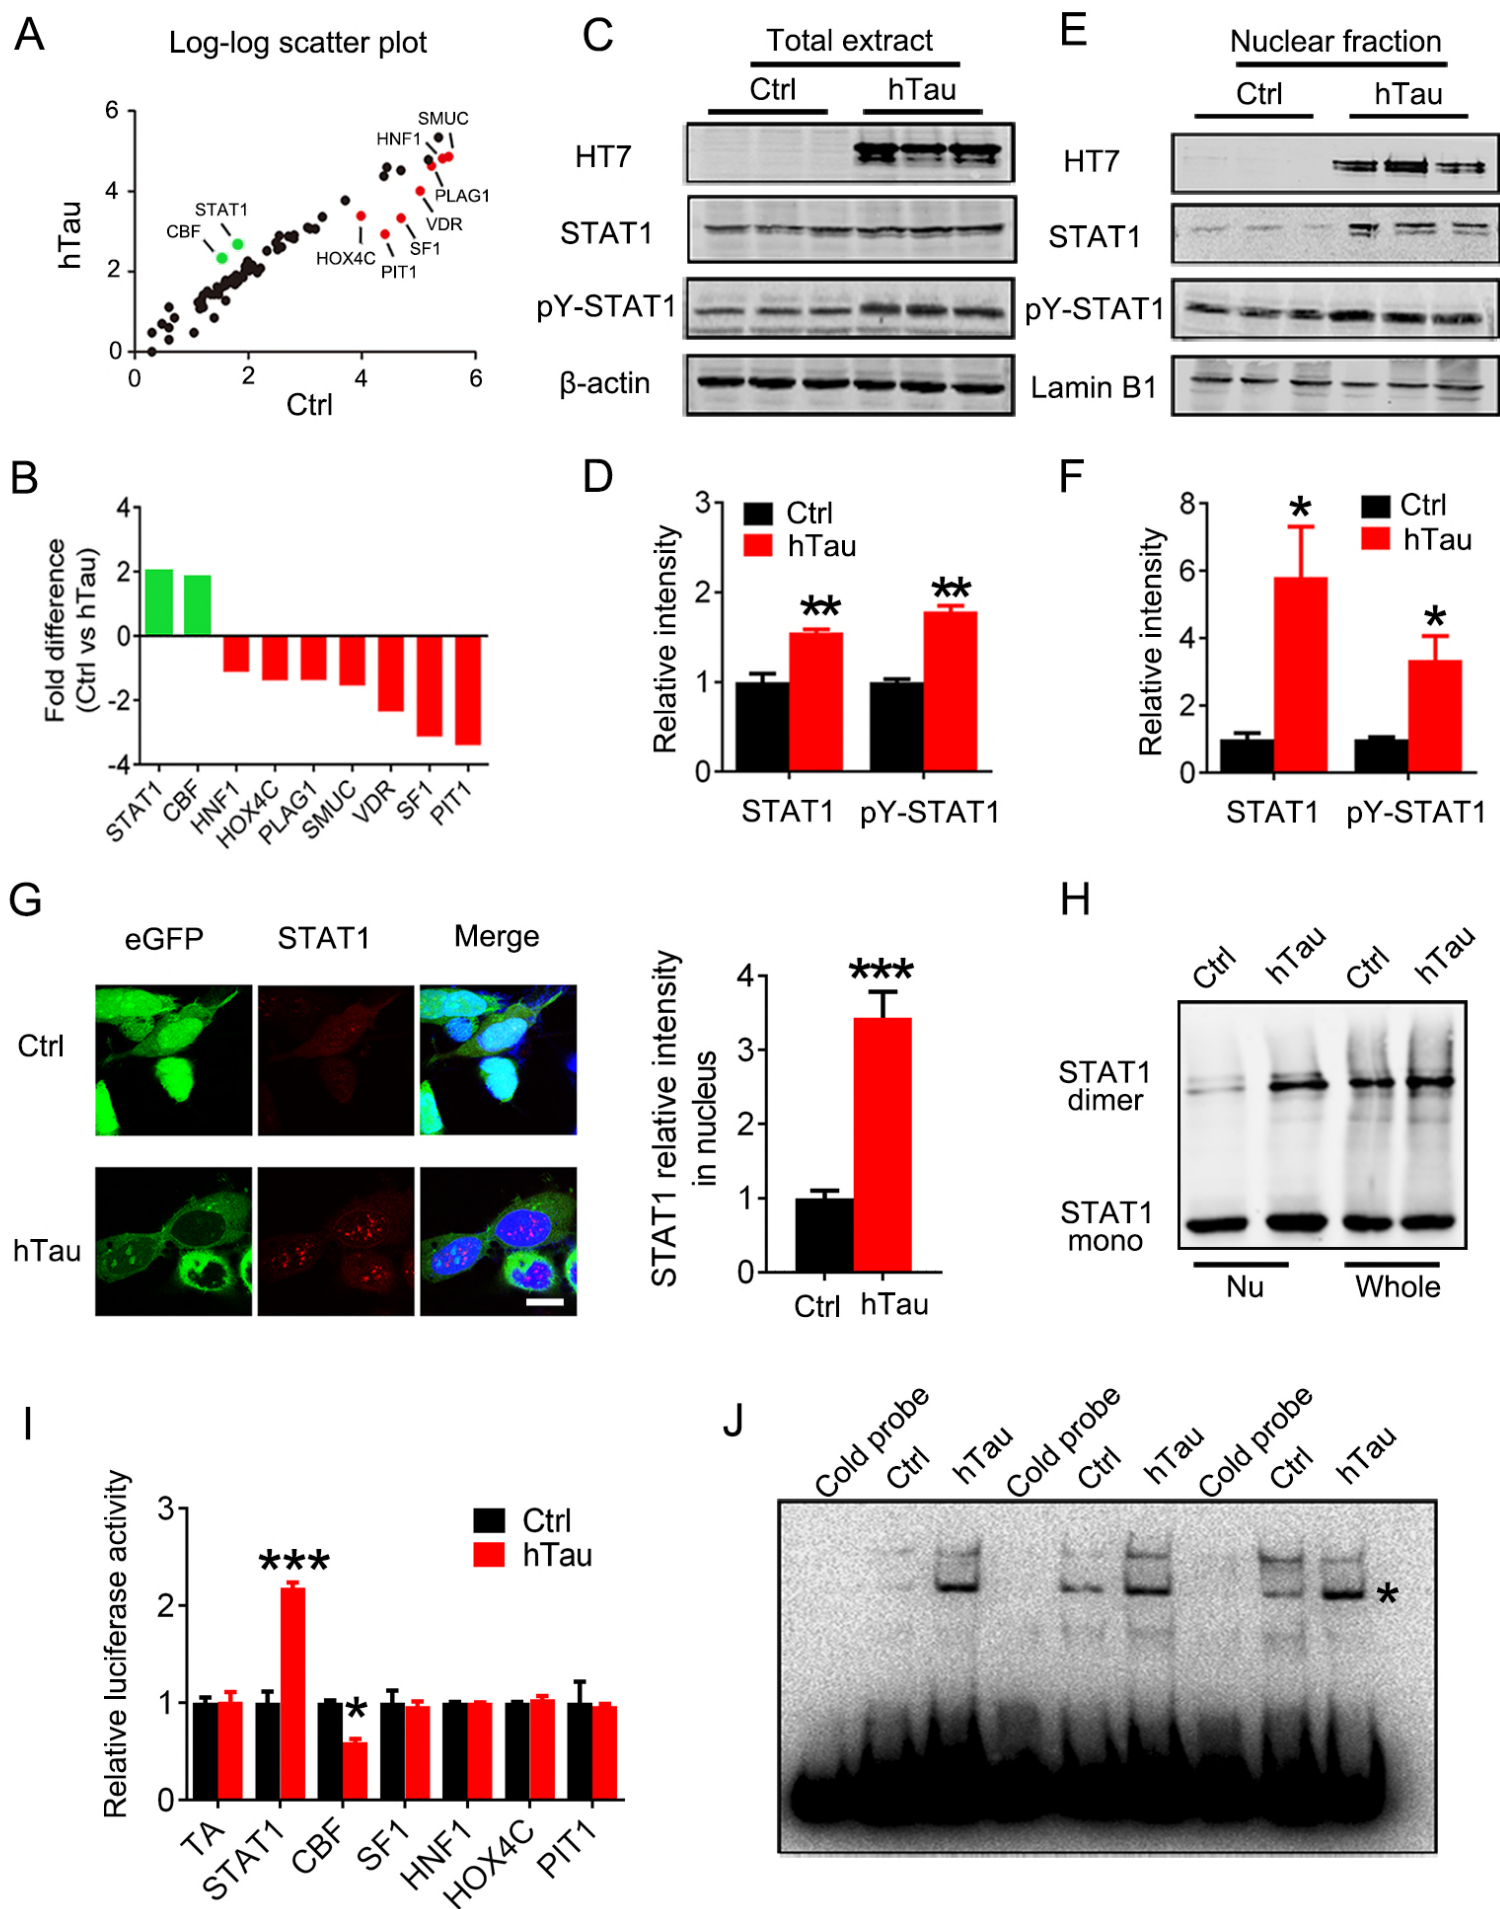 A
Log-log scatter plot
hTau
6
4
2
0
0
2
4
6
Ctrl
SMUC
HNF1
PLAG1
VDR
SF1
PIT1
HOX4C
STAT1
CBF
B
Fold difference
(Ctrl vs hTau)
4
2
0
-2
-4
STAT1
CBF
HNF1
HOX4C
PLAG1
SMUC
VDR
SF1
PIT1
C
Total extract
Ctrl
hTau
HT7
STAT1
pY-STAT1
β-actin
D
Relative intensity
3
2
1
0
Ctrl
hTau
**
**
STAT1
pY-STAT1
E
Nuclear fraction
Ctrl
hTau
HT7
STAT1
pY-STAT1
Lamin B1
F
Relative intensity
8
6
4
2
0
Ctrl
hTau
*
*
STAT1
pY-STAT1
G
eGFP
STAT1
Merge
Ctrl
hTau
STAT1 relative intensity
in nucleus
4
3
2
1
0
***
Ctrl
hTau
H
Ctrl
hTau
Ctrl
hTau
STAT1
dimer
STAT1
mono
Nu
Whole
I
Relative luciferase activity
3
2
1
0
Ctrl
hTau
***
*
TA
STAT1
CBF
SF1
HNF1
HOX4C
PIT1
J
Cold probe
Ctrl
hTau
Cold probe
Ctrl
hTau
Cold probe
Ctrl
hTau
*